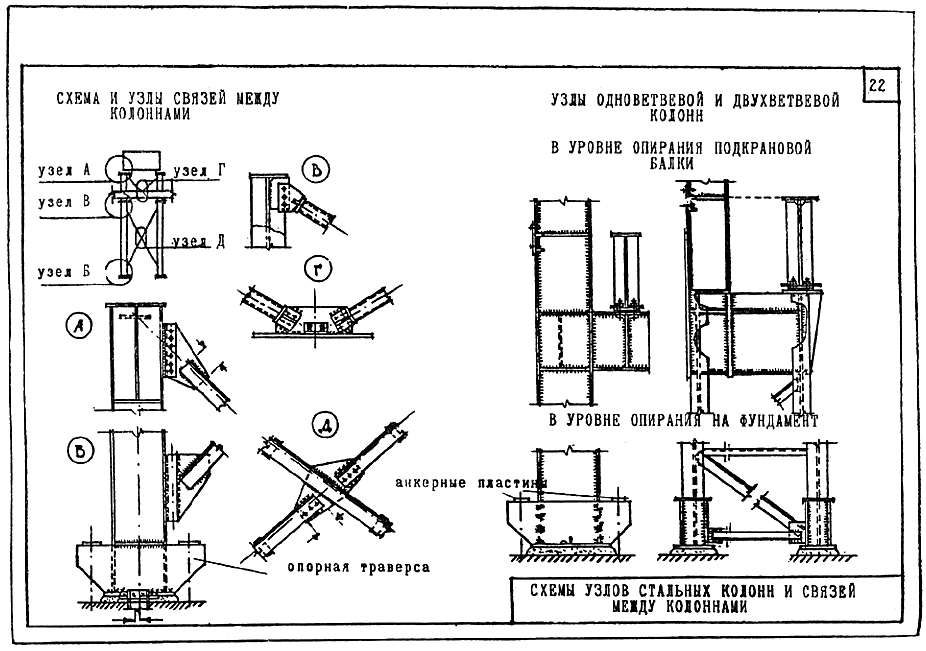 22
СХЕМА И УЗЛЫ СВЯЗЕЙ МЕЖДУ
КОЛОННАМИ
узел А
узел Г
узел В
узел Д
узел Б
В
Г
А
Б
Д
опорная траверса
УЗЛЫ ОДНОВЕТВЕВОЙ И ДВУХВЕТВЕВОЙ
КОЛОНН
В УРОВНЕ ОПИРАНИЯ ПОДКРАНОВОЙ
БАЛКИ
В УРОВНЕ ОПИРАНИЯ НА ФУНДАМЕНТ
анкерные пластины
СХЕМЫ УЗЛОВ СТАЛЬНЫХ КОЛОНН И СВЯЗЕЙ
МЕЖДУ КОЛОННАМИ